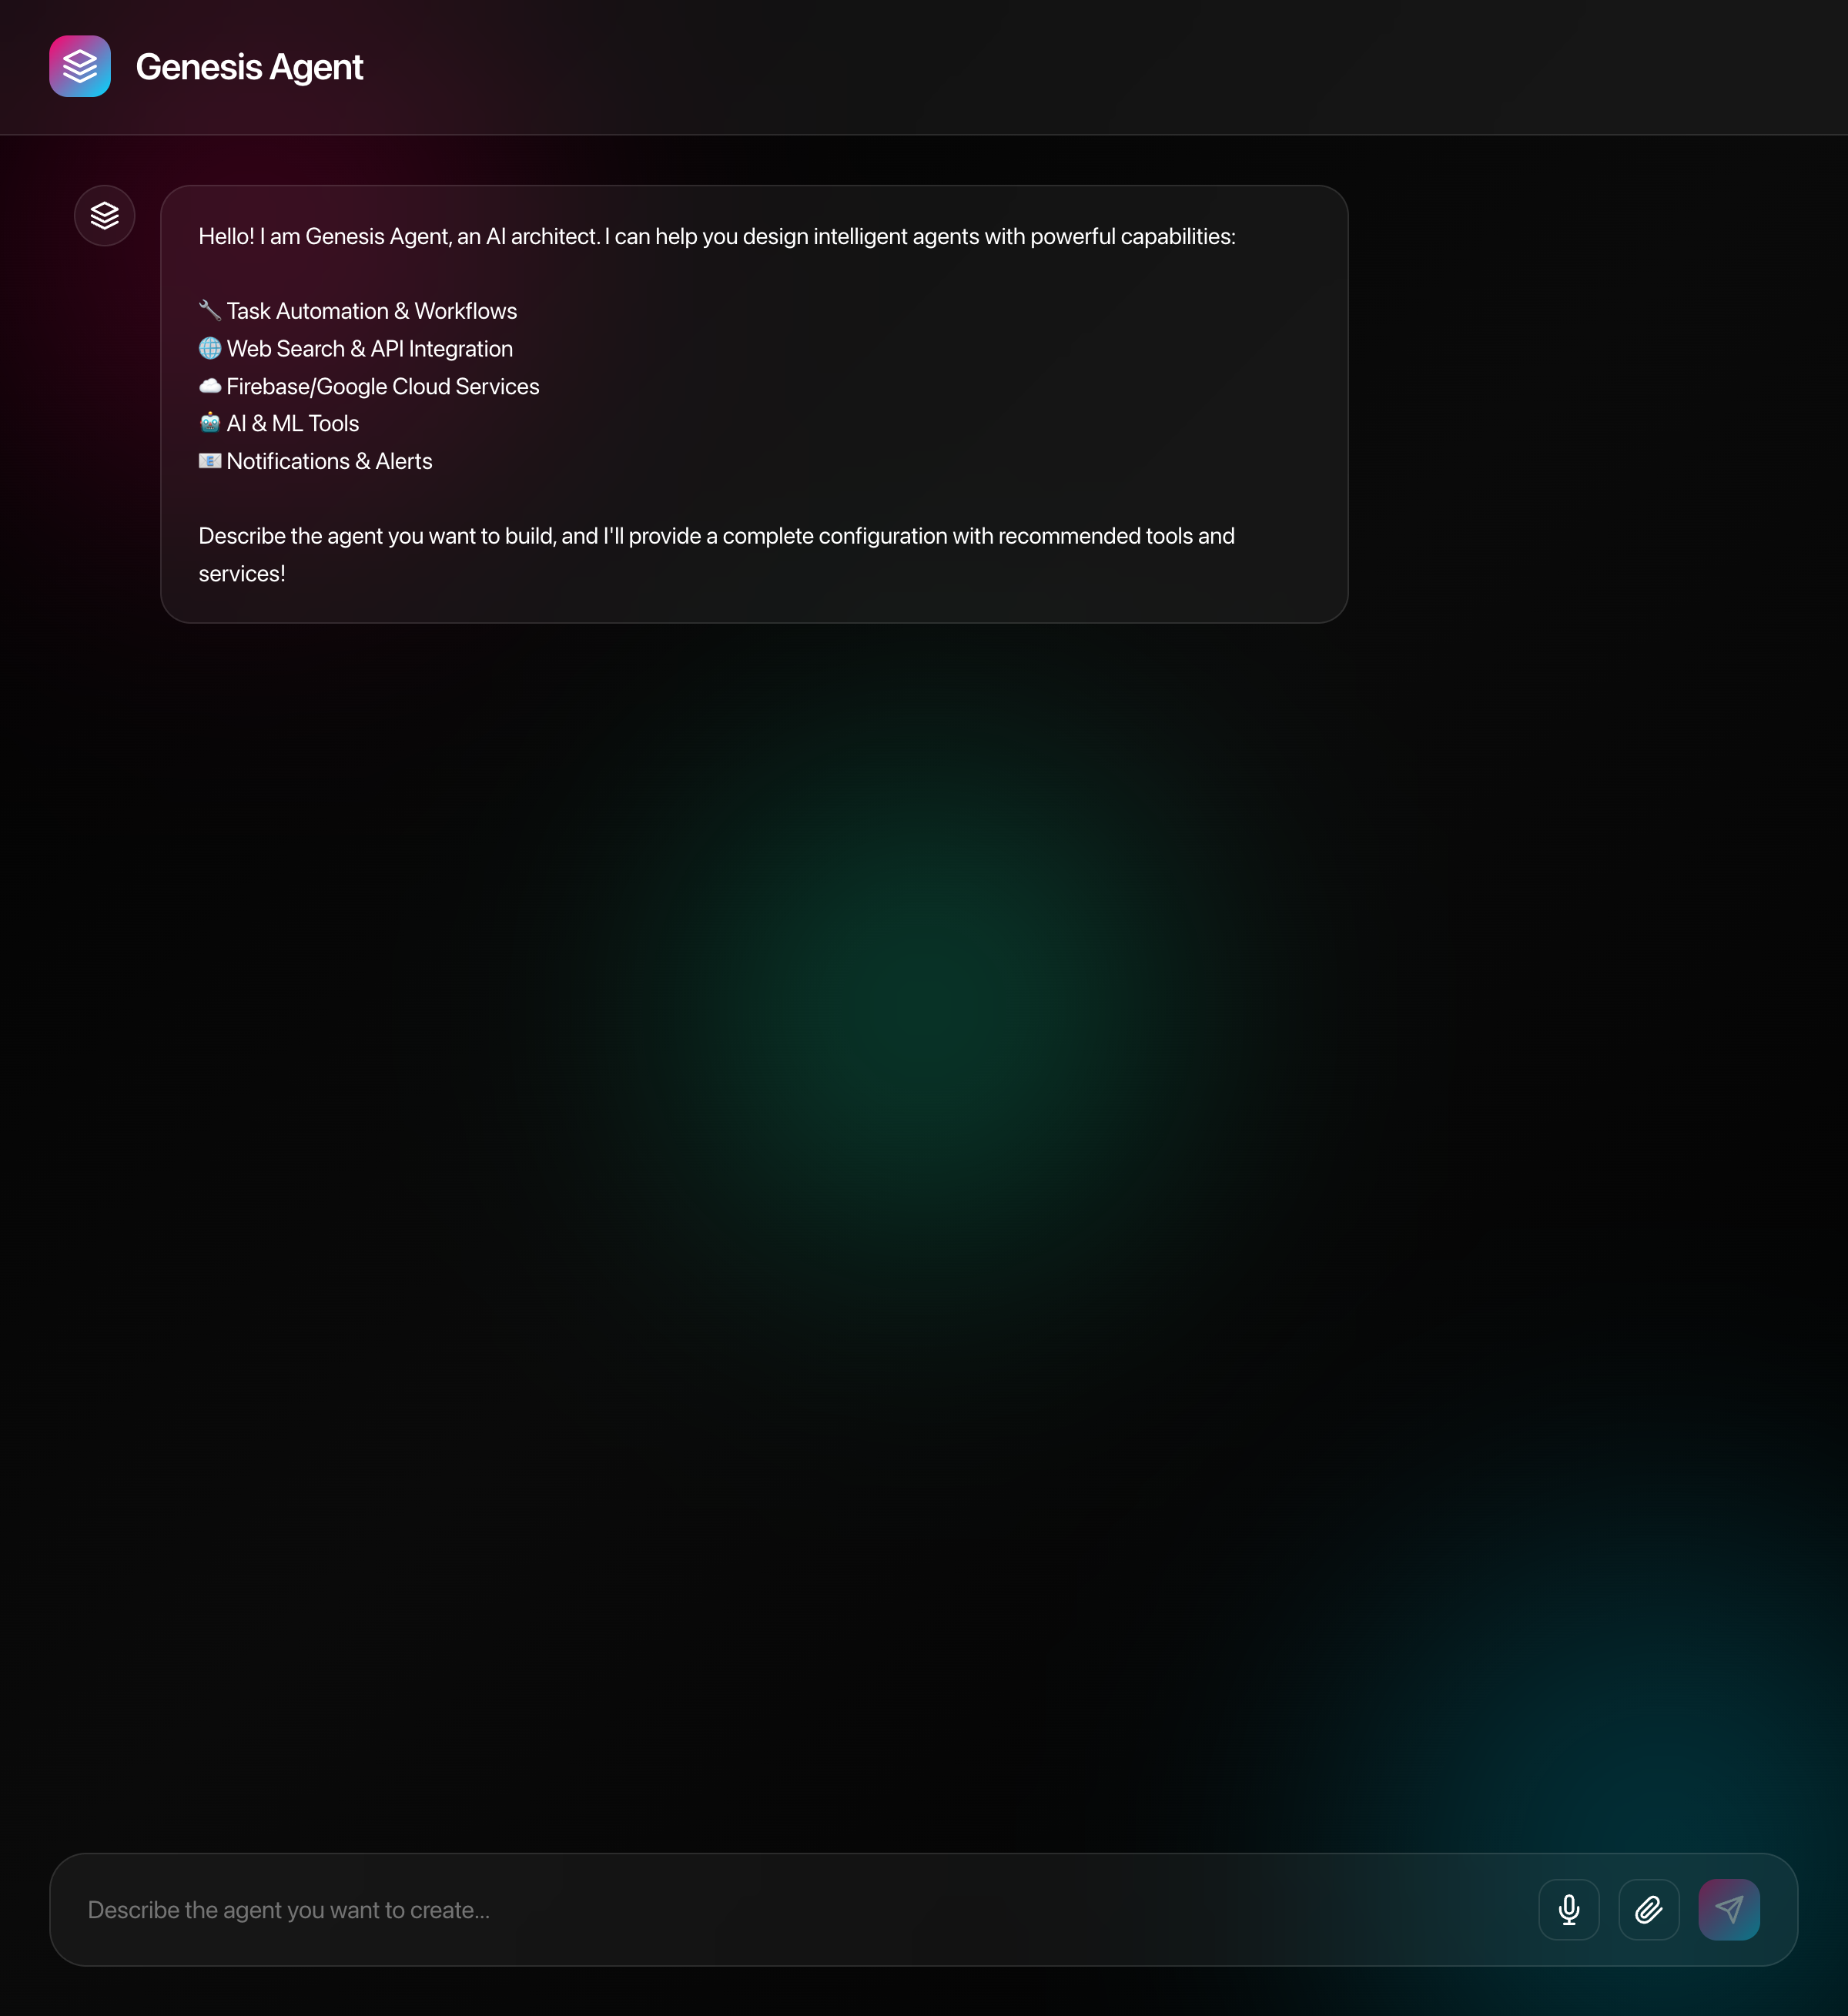 Genesis Agent
Hello! I am Genesis Agent, an AI architect. I can help you design intelligent agents with powerful capabilities:
🔧 Task Automation & Workflows
🌐 Web Search & API Integration
☁️ Firebase/Google Cloud Services
🤖 AI & ML Tools
📧 Notifications & Alerts
Describe the agent you want to build, and I'll provide a complete configuration with recommended tools and
services!
Describe the agent you want to create...